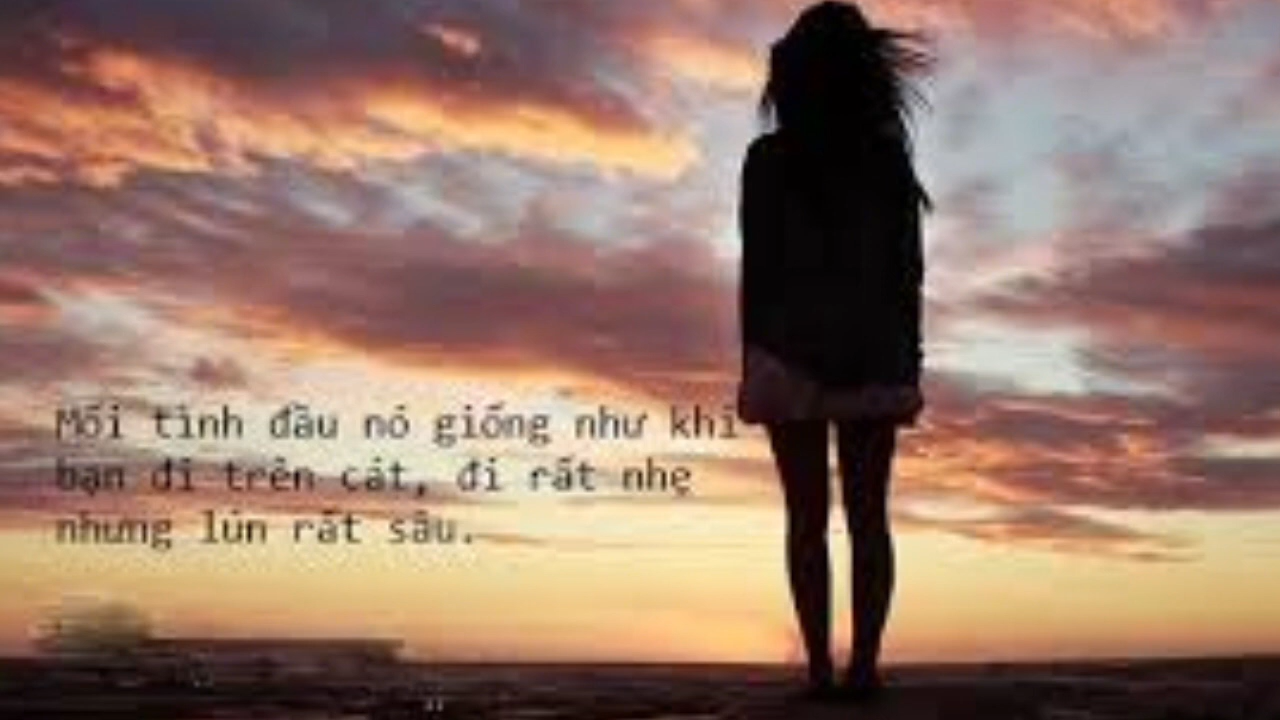 Mối tình đầu nó giống như khi
bạn đi trên cát, đi rất nhẹ
nhưng lún rất sâu.